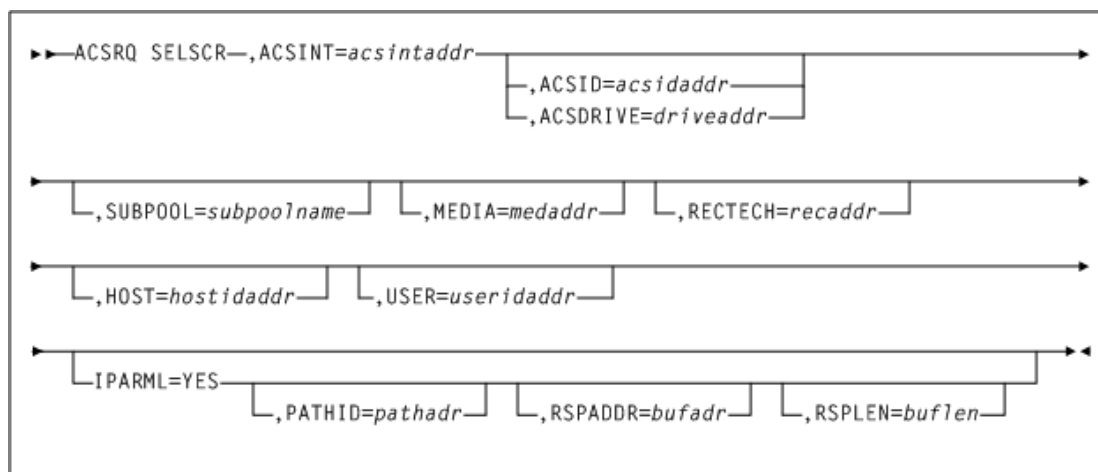 ACSRQ SELSCR ,ACSINT=acsintaddr
,ACSID=acsidaddr
,ACSDRIVE=driveaddr
,SUBPOOL=subpoolname ,MEDIA=medaddr ,RECTECH=recaddr
,HOST=hostidaddr ,USER=useridaddr
IPARML=YES
,PATHID=pathadr ,RSPADDR=bufadr ,RSPLEN=buflen